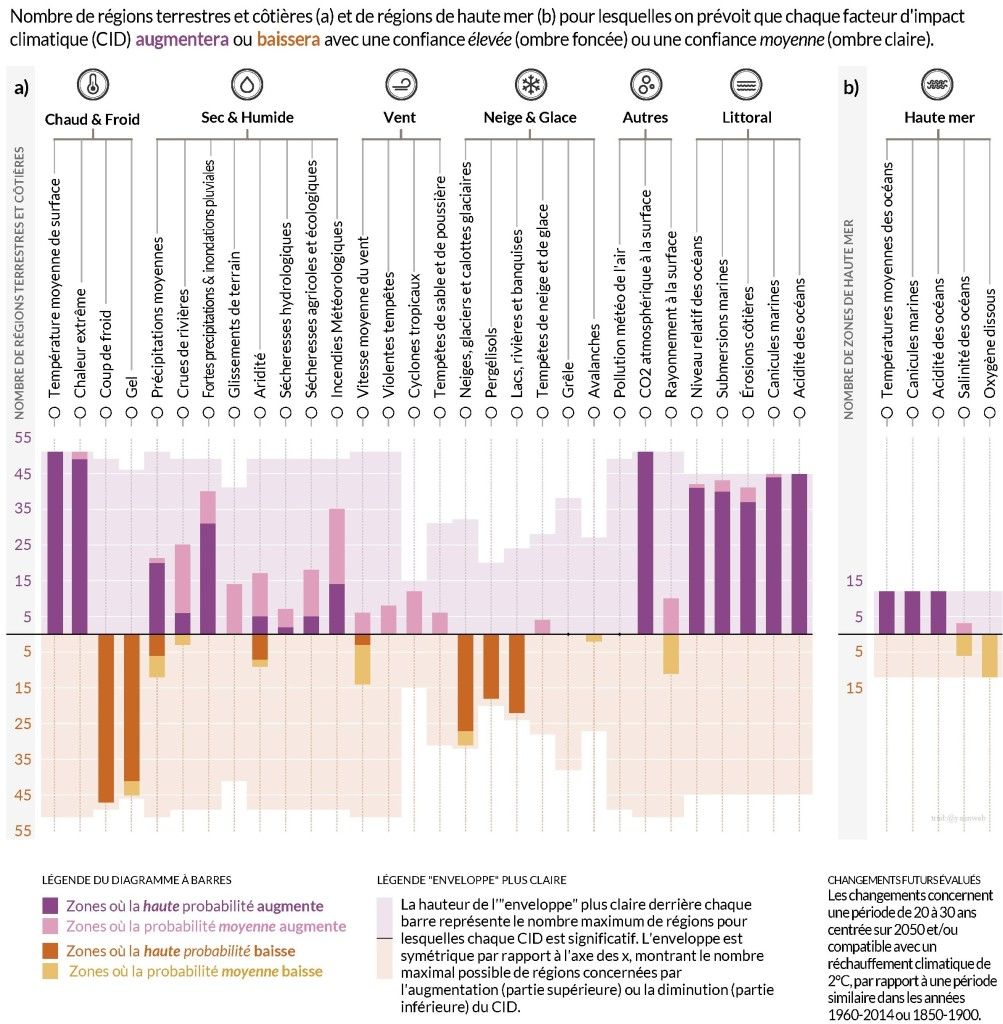 Nombre de régions terrestres et côtières (a) et de régions de haute mer (b) pour lesquelles on prévoit que chaque facteur d'impact
climatique (CID) augmentera ou baissera avec une confiance élevée (ombre foncée) ou une confiance moyenne (ombre claire).
a)
Chaud & Froid
Sec & Humide
Vent
Neige & Glace
Autres
Littoral
b)
Haute mer
NOMBRE DE RÉGIONS TERRESTRES ET CÔTIÈRES
Température moyenne de surface
Chaleur extrême
Coup de froid
Gel
Précipitations moyennes
Crues de rivières
Fortes precipitations & inondations pluviales
Glissements de terrain
Aridité
Sécheresses hydrologiques
Sécheresses agricoles et écologiques
Incendies Météorologiques
Vitesse moyenne du vent
Violentes tempêtes
Cyclones tropicaux
Tempêtes de sable et de poussière
Neiges, glaciers et calottes glaciaires
Pergélisols
Lacs, rivières et banquises
Tempêtes de neige et de glace
Grêle
Avalanches
Pollution météo de l'air
CO2 atmosphérique à la surface
Rayonnement à la surface
Niveau relatif des océans
Submersions marines
Érosions côtières
Canicules marines
Acidité des océans
NOMBRE DE ZONES DE HAUTE MER
Températures moyennes des océans
Canicules marines
Acidité des océans
Salinité des océans
Oxygène dissous
55
45
35
25
15
5
5
15
25
35
45
55
15
5
5
15
LÉGENDE DU DIAGRAMME À BARRES
Zones où la haute probabilité augmente
Zones où la probabilité moyenne augmente
Zones où la haute probabilité baisse
Zones où la probabilité moyenne baisse
LÉGENDE "ENVELOPPE" PLUS CLAIRE
La hauteur de l'"enveloppe" plus claire derrière chaque
barre représente le nombre maximum de régions pour
lesquelles chaque CID est significatif. L'enveloppe est
symétrique par rapport à l'axe des x, montrant le nombre
maximal possible de régions concernées par
l'augmentation (partie supérieure) ou la diminution (partie
inférieure) du CID.
CHANGEMENTS FUTURS ÉVALUÉS
Les changements concernent
une période de 20 à 30 ans
centrée sur 2050 et/ou
compatible avec un
réchauffement climatique de
2°C, par rapport à une période
similaire dans les années
1960-2014 ou 1850-1900.